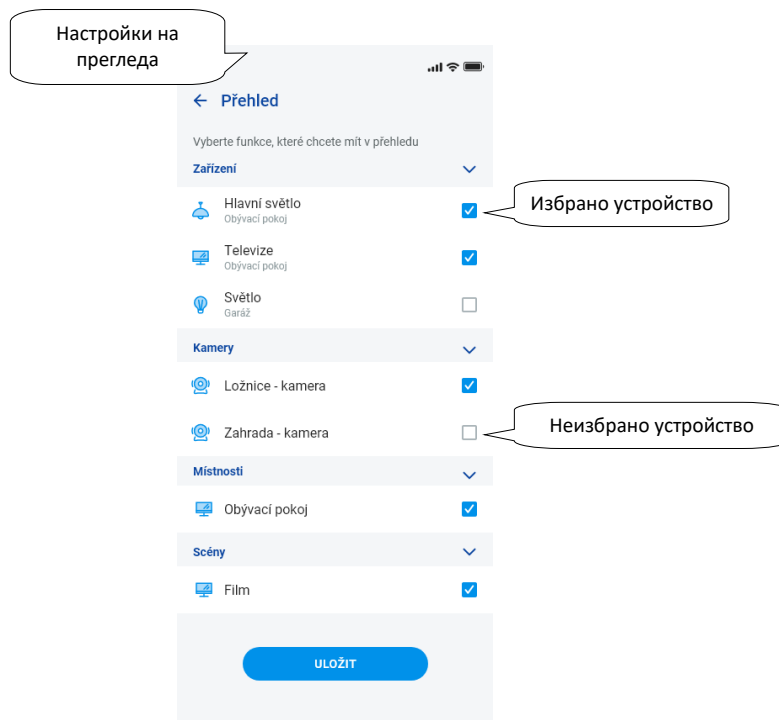 Настройки на
прегледа
Přehled
Vyberte funkce, které chcete mít v přehledu
Zařízení
Hlavní světlo
Obývací pokoj
Избрано устройство
Televize
Obývací pokoj
Světlo
Garáž
Kamery
Ložnice - kamera
Zahrada - kamera
Неизбрано устройство
Místnosti
Obývací pokoj
Scény
Film
ULOŽIT